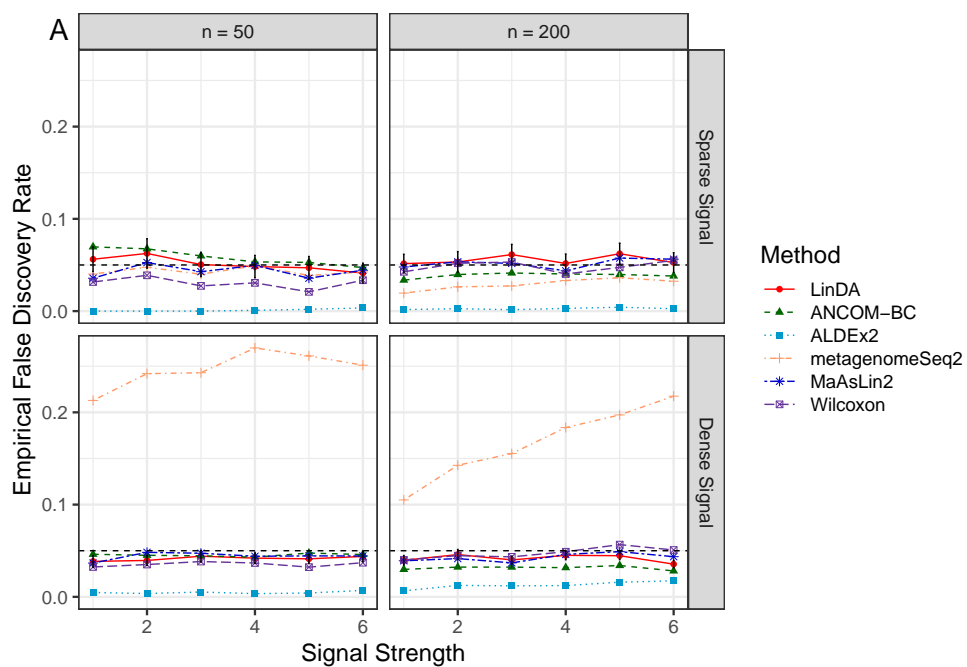 A
n = 50
n = 200
Empirical False Discovery Rate
0.2
0.1
0.0
Sparse Signal
0.2
0.1
0.0
Dense Signal
2
4
6
2
4
6
Signal Strength
Method
LinDA
ANCOM−BC
ALDEx2
metagenomeSeq2
MaAsLin2
Wilcoxon